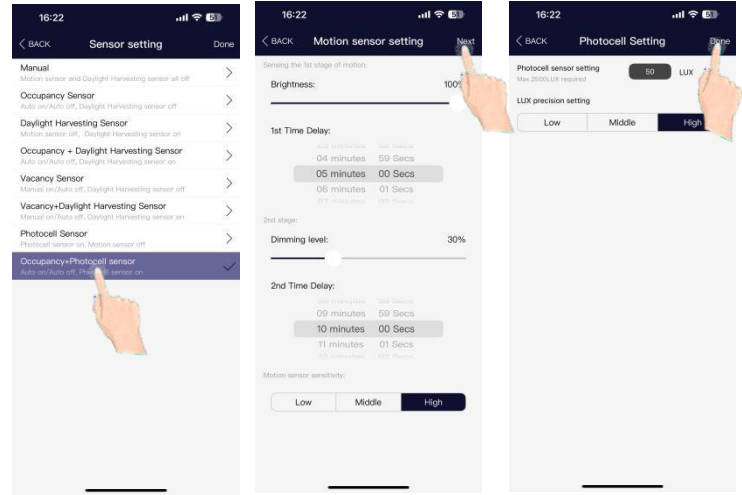 16:22
51
BACK Sensor setting Done
Manual
Motion sensor and Daylight Harvesting sensor all off
Occupancy Sensor
Auto on/Auto off, Daylight Harvesting sensor off
Daylight Harvesting Sensor
Motion sensor off, Daylight Harvesting sensor on
Occupancy + Daylight Harvesting Sensor
Auto on/Auto off, Daylight Harvesting sensor on
Vacancy Sensor
Manual on/Auto off, Daylight Harvesting sensor off
Vacancy+Daylight Harvesting Sensor
Manual on/Auto off, Daylight Harvesting sensor on
Photocell Sensor
Photocell sensor on, Motion sensor off
Occupancy+Photocell sensor
Auto on/Auto off, Photocell sensor on
16:22
BACK Motion sensor setting Next
Sensing the 1st stage of motion:
Brightness: 100%
1st Time Delay:
04 minutes 59 Secs
05 minutes 00 Secs
06 minutes 01 Secs
2nd stage:
Dimming level: 30%
2nd Time Delay:
09 minutes 59 Secs
10 minutes 00 Secs
11 minutes 01 Secs
Motion sensor sensitivity:
Low Middle High
16:22
BACK Photocell Setting Done
Photocell sensor setting 50 LUX
Max 2500LUX required
LUX precision setting
Low Middle High